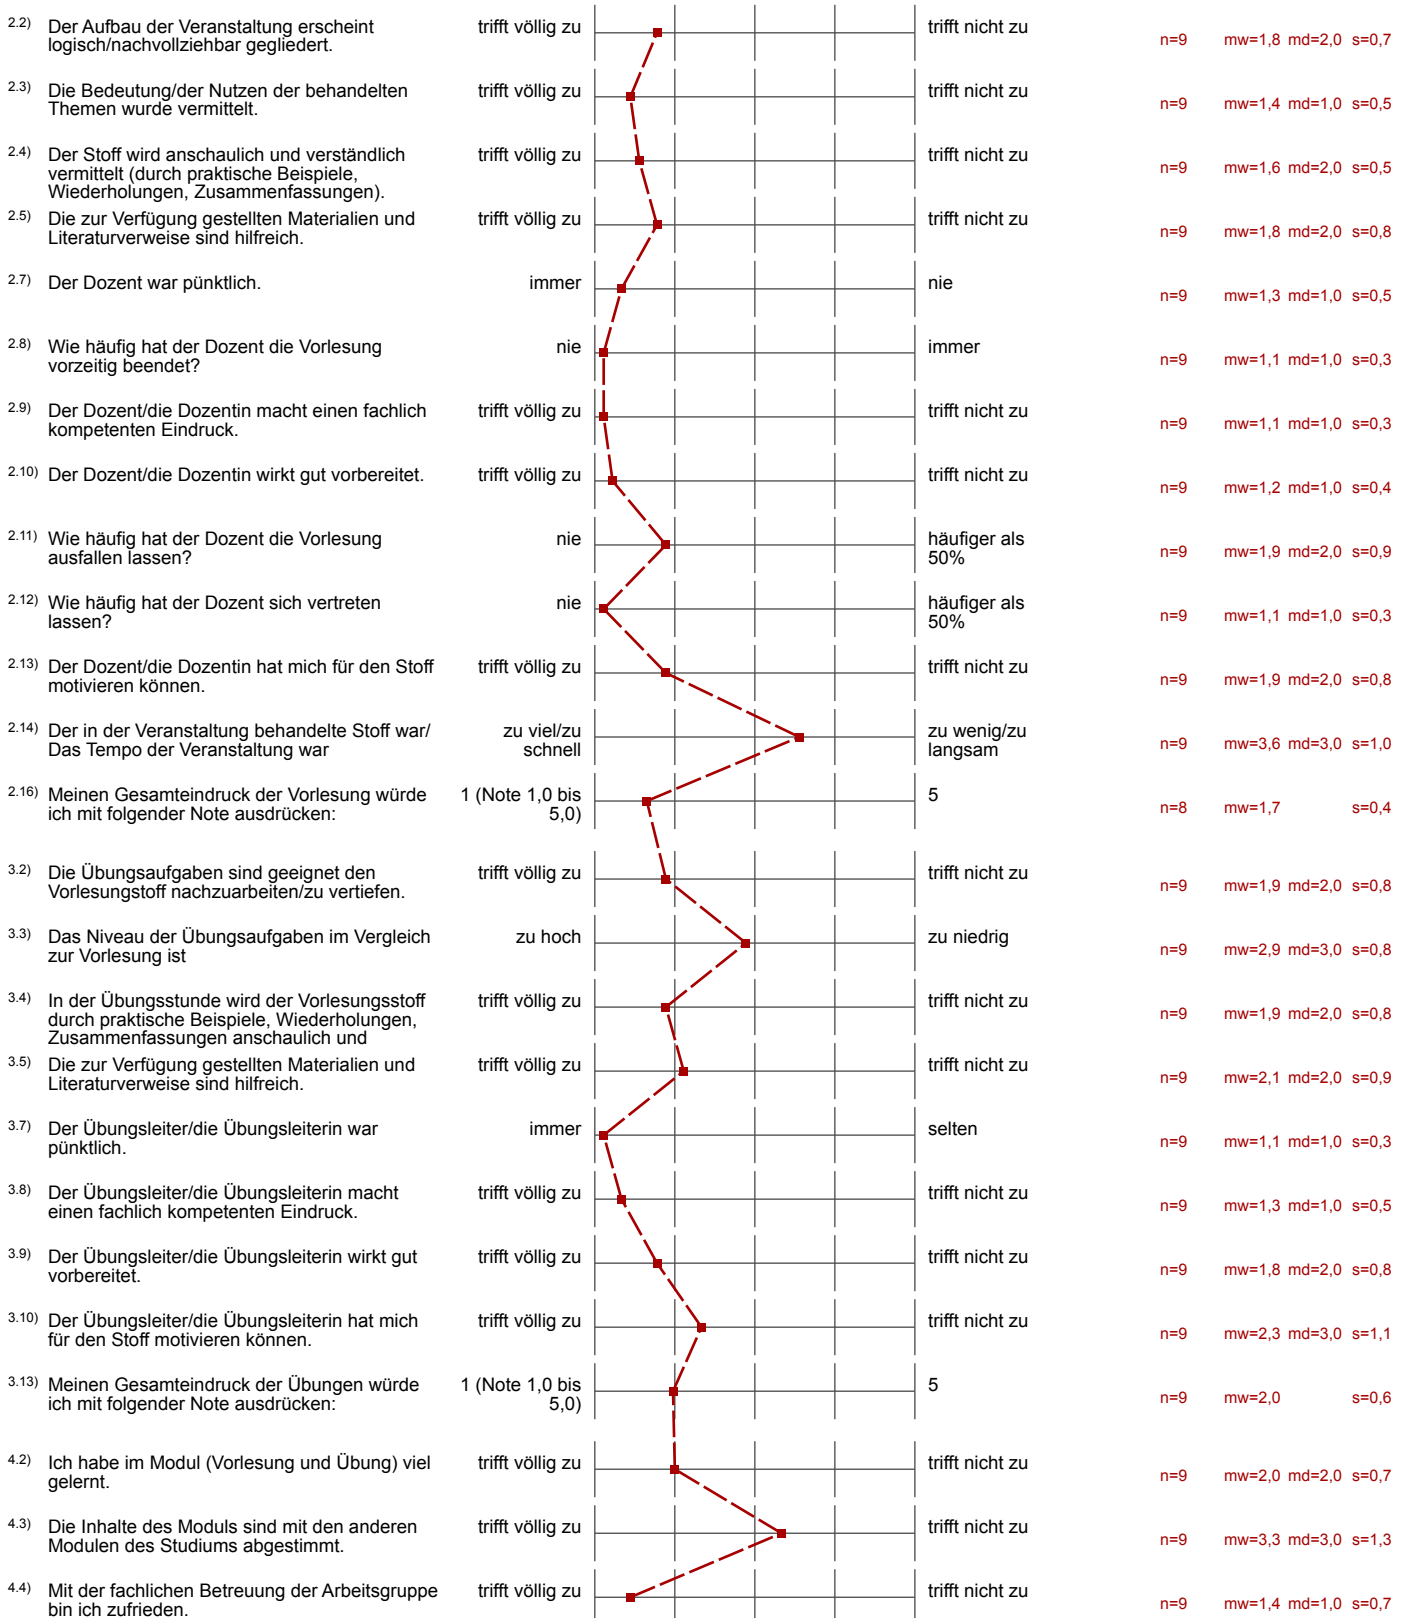 2.2) Der Aufbau der Veranstaltung erscheint trifft völlig zu trifft nicht zu
logisch/nachvollziehbar gegliedert. n=9 mw=1,8 md=2,0 s=0,7
2.3) Die Bedeutung/der Nutzen der behandelten trifft völlig zu trifft nicht zu
Themen wurde vermittelt. n=9 mw=1,4 md=1,0 s=0,5
2.4) Der Stoff wird anschaulich und verständlich trifft völlig zu trifft nicht zu
vermittelt (durch praktische Beispiele, n=9 mw=1,6 md=2,0 s=0,5
Wiederholungen, Zusammenfassungen).
2.5) Die zur Verfügung gestellten Materialien und trifft völlig zu trifft nicht zu
Literaturverweise sind hilfreich. n=9 mw=1,8 md=2,0 s=0,8
2.7) Der Dozent war pünktlich. immer nie
n=9 mw=1,3 md=1,0 s=0,5
2.8) Wie häufig hat der Dozent die Vorlesung nie immer
vorzeitig beendet? n=9 mw=1,1 md=1,0 s=0,3
2.9) Der Dozent/die Dozentin macht einen fachlich trifft völlig zu trifft nicht zu
kompetenten Eindruck. n=9 mw=1,1 md=1,0 s=0,3
2.10) Der Dozent/die Dozentin wirkt gut vorbereitet. trifft völlig zu trifft nicht zu
n=9 mw=1,2 md=1,0 s=0,4
2.11) Wie häufig hat der Dozent die Vorlesung nie häufiger als
ausfallen lassen? 50% n=9 mw=1,9 md=2,0 s=0,9
2.12) Wie häufig hat der Dozent sich vertreten nie häufiger als
lassen? 50% n=9 mw=1,1 md=1,0 s=0,3
2.13) Der Dozent/die Dozentin hat mich für den Stoff trifft völlig zu trifft nicht zu
motivieren können. n=9 mw=1,9 md=2,0 s=0,8
2.14) Der in der Veranstaltung behandelte Stoff war/ zu viel/zu zu wenig/zu
Das Tempo der Veranstaltung war schnell langsam n=9 mw=3,6 md=3,0 s=1,0
2.16) Meinen Gesamteindruck der Vorlesung würde 1 (Note 1,0 bis 5
ich mit folgender Note ausdrücken: 5,0) n=8 mw=1,7 s=0,4
3.2) Die Übungsaufgaben sind geeignet den trifft völlig zu trifft nicht zu
Vorlesungstoff nachzuarbeiten/zu vertiefen. n=9 mw=1,9 md=2,0 s=0,8
3.3) Das Niveau der Übungsaufgaben im Vergleich zu hoch zu niedrig
zur Vorlesung ist n=9 mw=2,9 md=3,0 s=0,8
3.4) In der Übungsstunde wird der Vorlesungsstoff trifft völlig zu trifft nicht zu
durch praktische Beispiele, Wiederholungen, n=9 mw=1,9 md=2,0 s=0,8
Zusammenfassungen anschaulich und
3.5) Die zur Verfügung gestellten Materialien und trifft völlig zu trifft nicht zu
Literaturverweise sind hilfreich. n=9 mw=2,1 md=2,0 s=0,9
3.7) Der Übungsleiter/die Übungsleiterin war immer selten
pünktlich. n=9 mw=1,1 md=1,0 s=0,3
3.8) Der Übungsleiter/die Übungsleiterin macht trifft völlig zu trifft nicht zu
einen fachlich kompetenten Eindruck. n=9 mw=1,3 md=1,0 s=0,5
3.9) Der Übungsleiter/die Übungsleiterin wirkt gut trifft völlig zu trifft nicht zu
vorbereitet. n=9 mw=1,8 md=2,0 s=0,8
3.10) Der Übungsleiter/die Übungsleiterin hat mich trifft völlig zu trifft nicht zu
für den Stoff motivieren können. n=9 mw=2,3 md=3,0 s=1,1
3.13) Meinen Gesamteindruck der Übungen würde 1 (Note 1,0 bis 5
ich mit folgender Note ausdrücken: 5,0) n=9 mw=2,0 s=0,6
4.2) Ich habe im Modul (Vorlesung und Übung) viel trifft völlig zu trifft nicht zu
gelernt. n=9 mw=2,0 md=2,0 s=0,7
4.3) Die Inhalte des Moduls sind mit den anderen trifft völlig zu trifft nicht zu
Modulen des Studiums abgestimmt. n=9 mw=3,3 md=3,0 s=1,3
4.4) Mit der fachlichen Betreuung der Arbeitsgruppe trifft völlig zu trifft nicht zu
bin ich zufrieden. n=9 mw=1,4 md=1,0 s=0,7